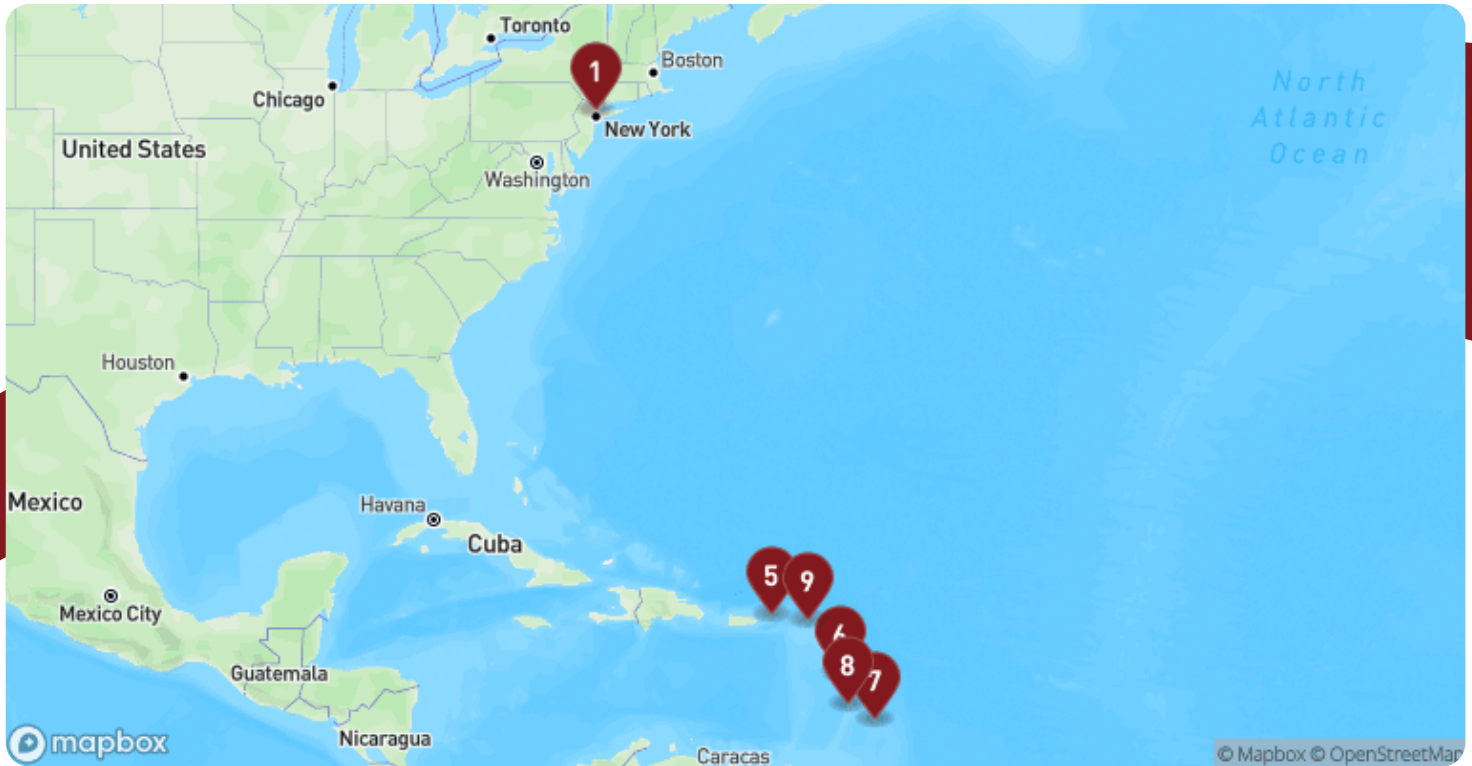 Toronto
1
Boston
Chicago
New York
North
Atlantic
Ocean
United States
Washington
Houston
Mexico
Havana
Cuba
5
9
Mexico City
6
8
7
Guatemala
Nicaragua
Caracas
mapbox
© Mapbox © OpenStreetMap